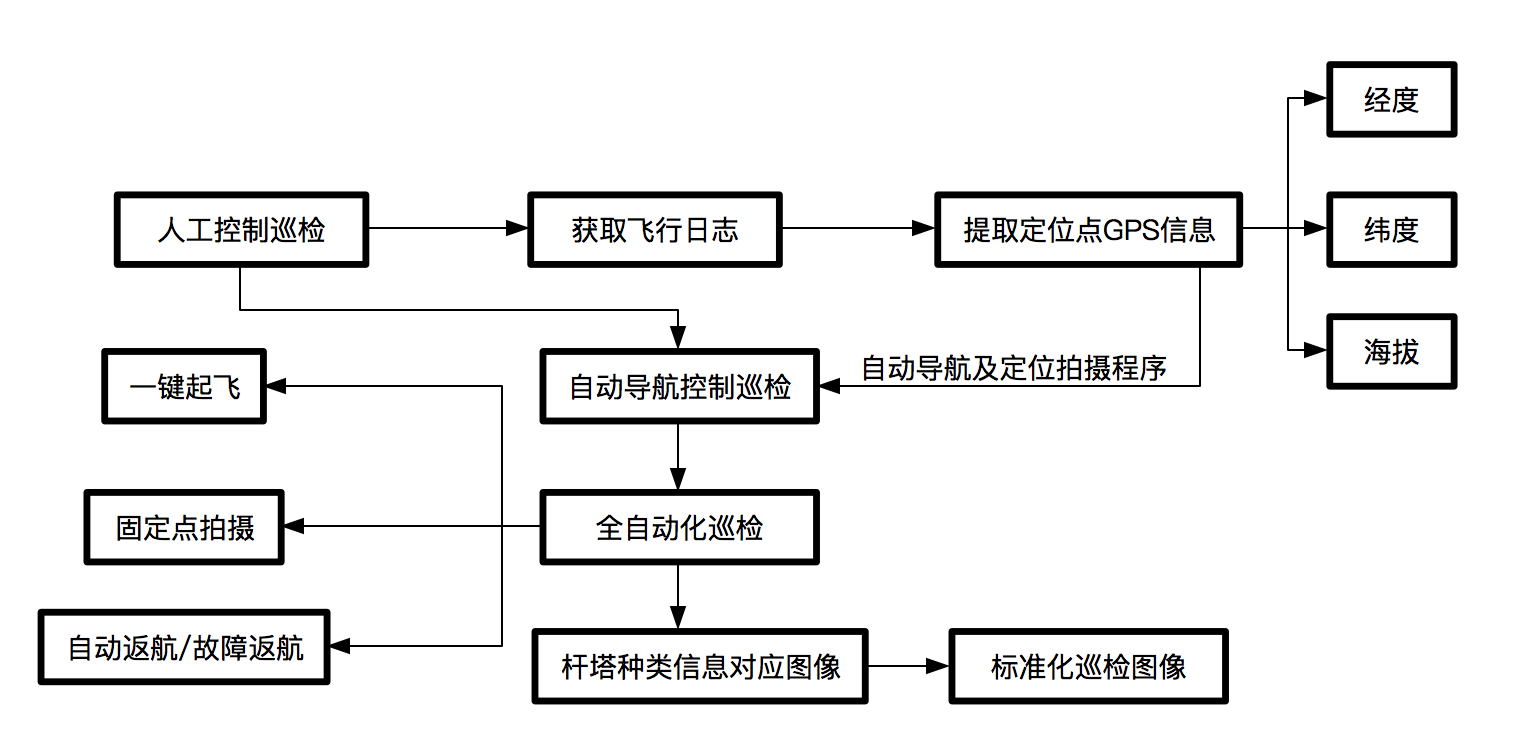 经度
人工控制巡检
获取飞行日志
提取定位点GPS信息
纬度
海拔
自动导航及定位拍摄程序
一键起飞
自动导航控制巡检
固定点拍摄
全自动化巡检
自动返航/故障返航
杆塔种类信息对应图像
标准化巡检图像